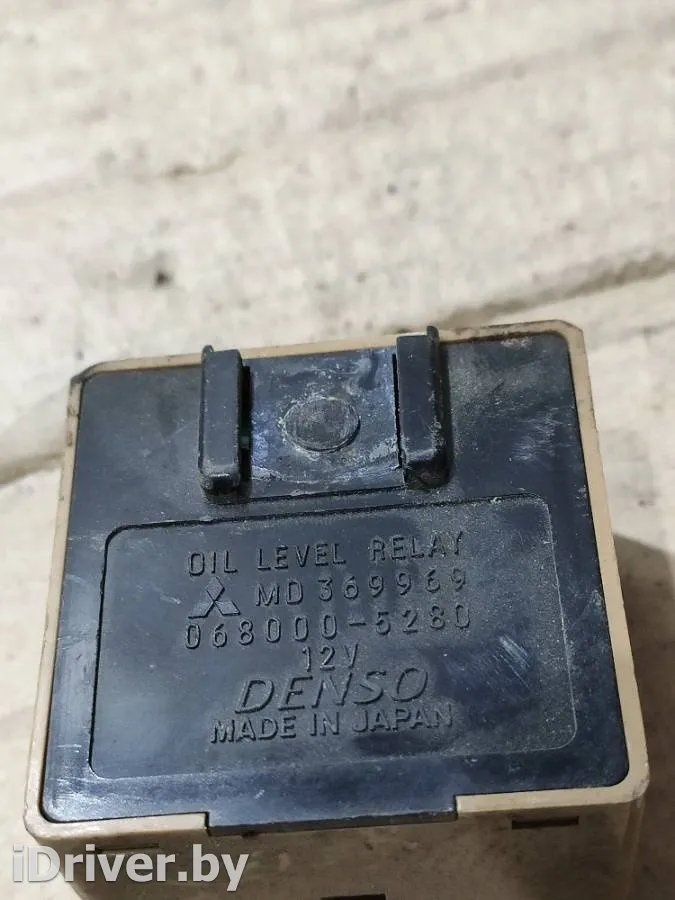 OIL LEVEL RELAY
MD369969
068000-5280
12V
DENSO
MADE IN JAPAN
iDriver.by